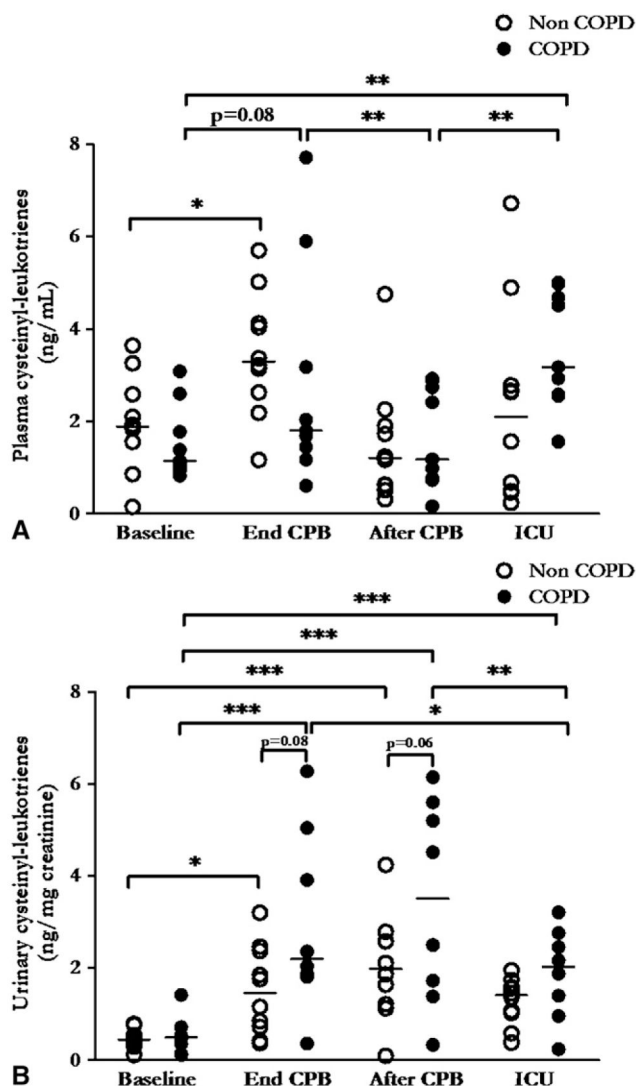 Non COPD
COPD
**
p=0.08
**
**
*
8
6
4
2
0
Plasma cysteinyl-leukotrienes
(ng/mL)
A
Baseline
End CPB
After CPB
ICU
Non COPD
COPD
***
***
***
**
***
*
p=0.08
p=0.06
*
8
6
4
2
0
Urinary cysteinyl-leukotrienes
(ng/mg creatinine)
B
Baseline
End CPB
After CPB
ICU